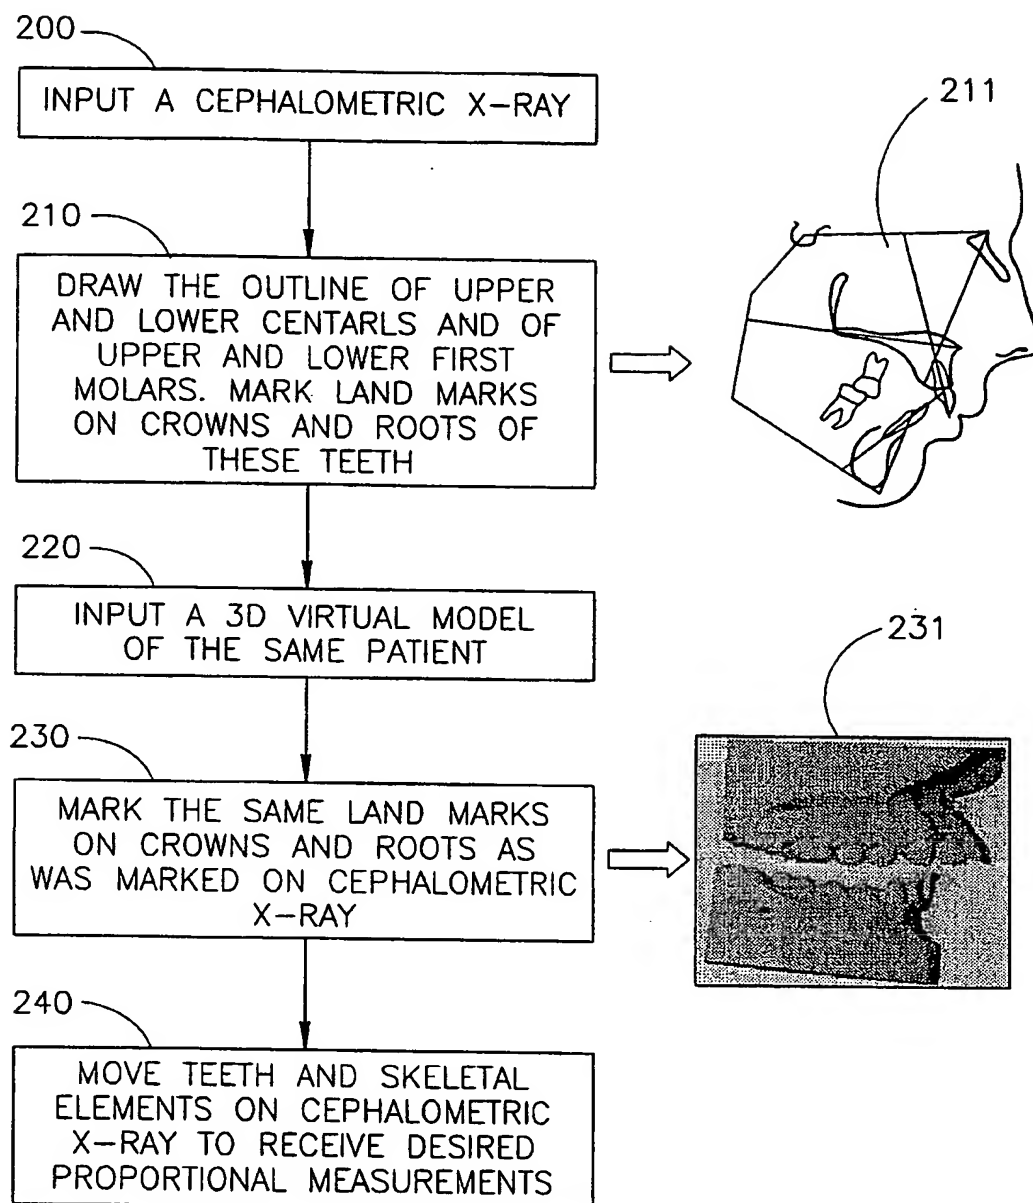 200
INPUT A CEPHALOMETRIC X-RAY
211
210
DRAW THE OUTLINE OF UPPER
AND LOWER CENTARLS AND OF
UPPER AND LOWER FIRST
MOLARS. MARK LAND MARKS
ON CROWNS AND ROOTS OF
THESE TEETH
220
INPUT A 3D VIRTUAL MODEL
OF THE SAME PATIENT
231
230
MARK THE SAME LAND MARKS
ON CROWNS AND ROOTS AS
WAS MARKED ON CEPHALOMETRIC
X-RAY
240
MOVE TEETH AND SKELETAL
ELEMENTS ON CEPHALOMETRIC
X-RAY TO RECEIVE DESIRED
PROPORTIONAL MEASUREMENTS